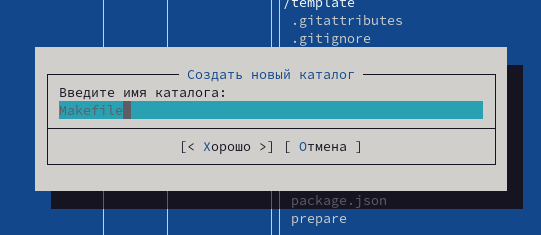 /template
.gitattributes
.gitignore
Создать новый каталог
Введите имя каталога:
Makefile
[< Хорошо >] [ Отмена ]
package.json
prepare